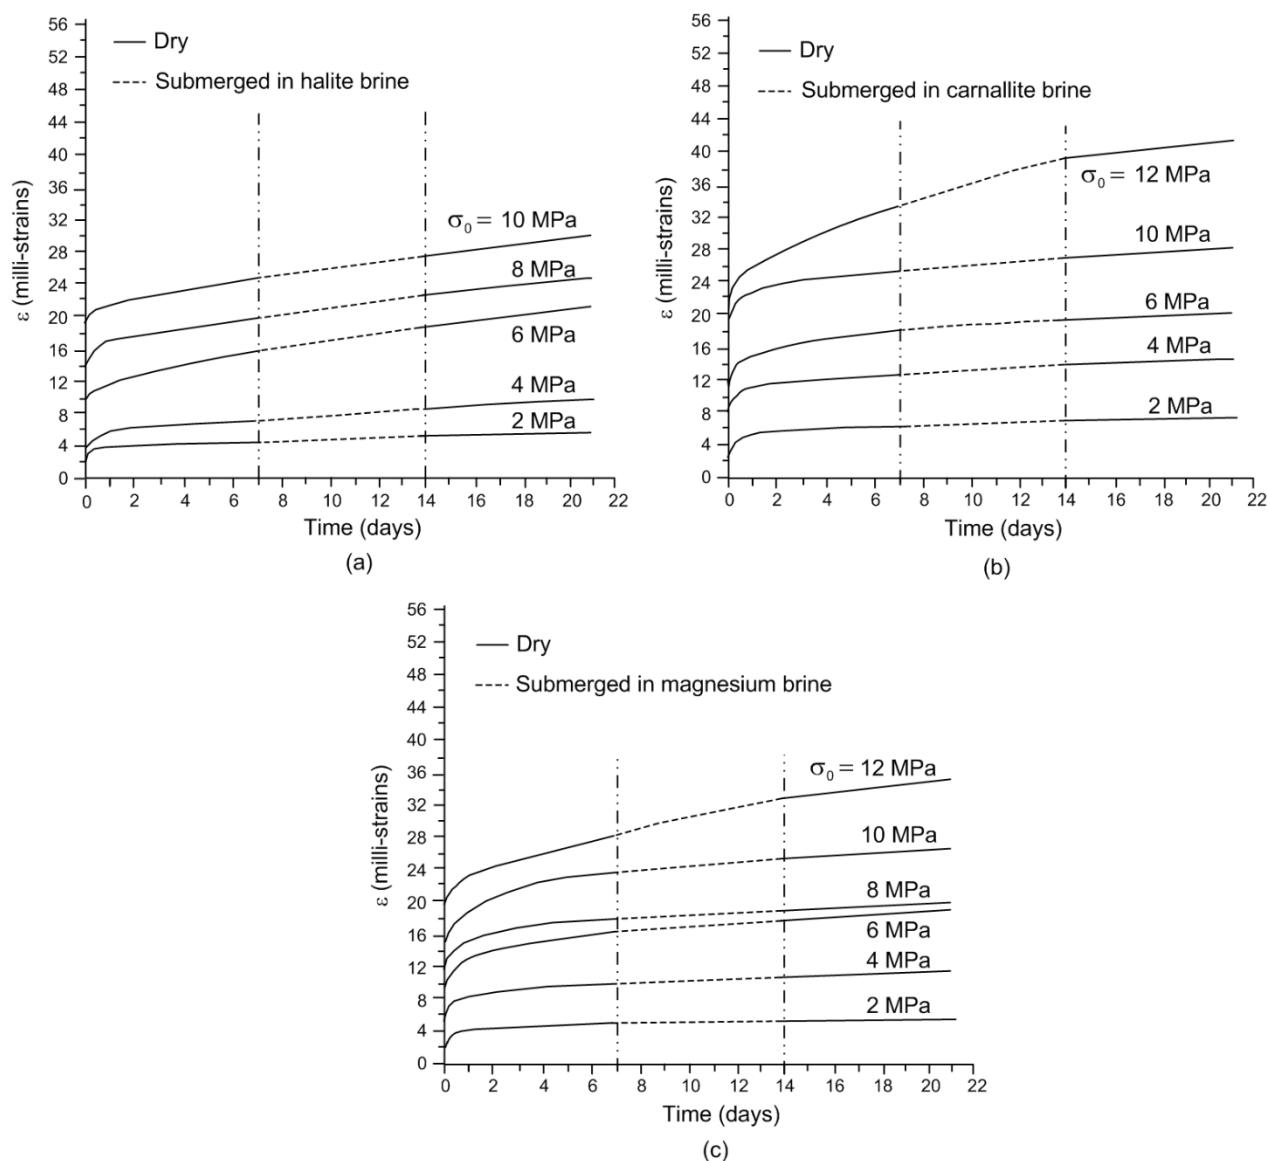 56
52
48
44
40
36
32
28
24
20
16
12
8
4
0
ε (milli-strains)
Dry
Submerged in halite brine
σ₀ = 10 MPa
8 MPa
6 MPa
4 MPa
2 MPa
0 2 4 6 8 10 12 14 16 18 20 22
Time (days)
(a)
56
52
48
44
40
36
32
28
24
20
16
12
8
4
0
ε (milli-strains)
Dry
Submerged in carnallite brine
σ₀ = 12 MPa
10 MPa
6 MPa
4 MPa
2 MPa
0 2 4 6 8 10 12 14 16 18 20 22
Time (days)
(b)
56
52
48
44
40
36
32
28
24
20
16
12
8
4
0
ε (milli-strains)
Dry
Submerged in magnesium brine
σ₀ = 12 MPa
10 MPa
8 MPa
6 MPa
4 MPa
2 MPa
0 2 4 6 8 10 12 14 16 18 20 22
Time (days)
(c)